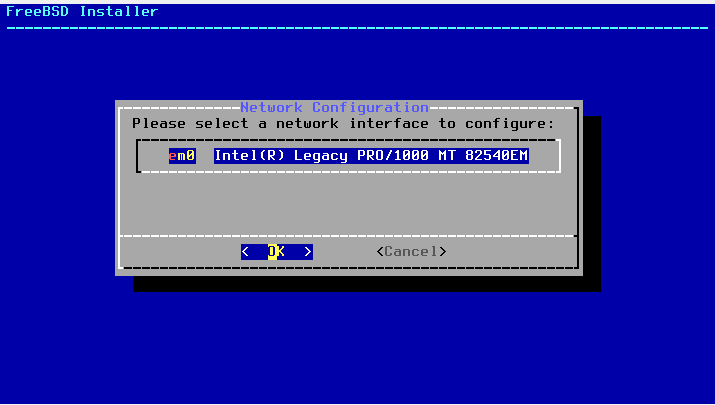 FreeBSD Installer
Network Configuration
Please select a network interface to configure:
em0 Intel(R) Legacy PRO/1000 MT 82540EM
< OK > <Cancel>